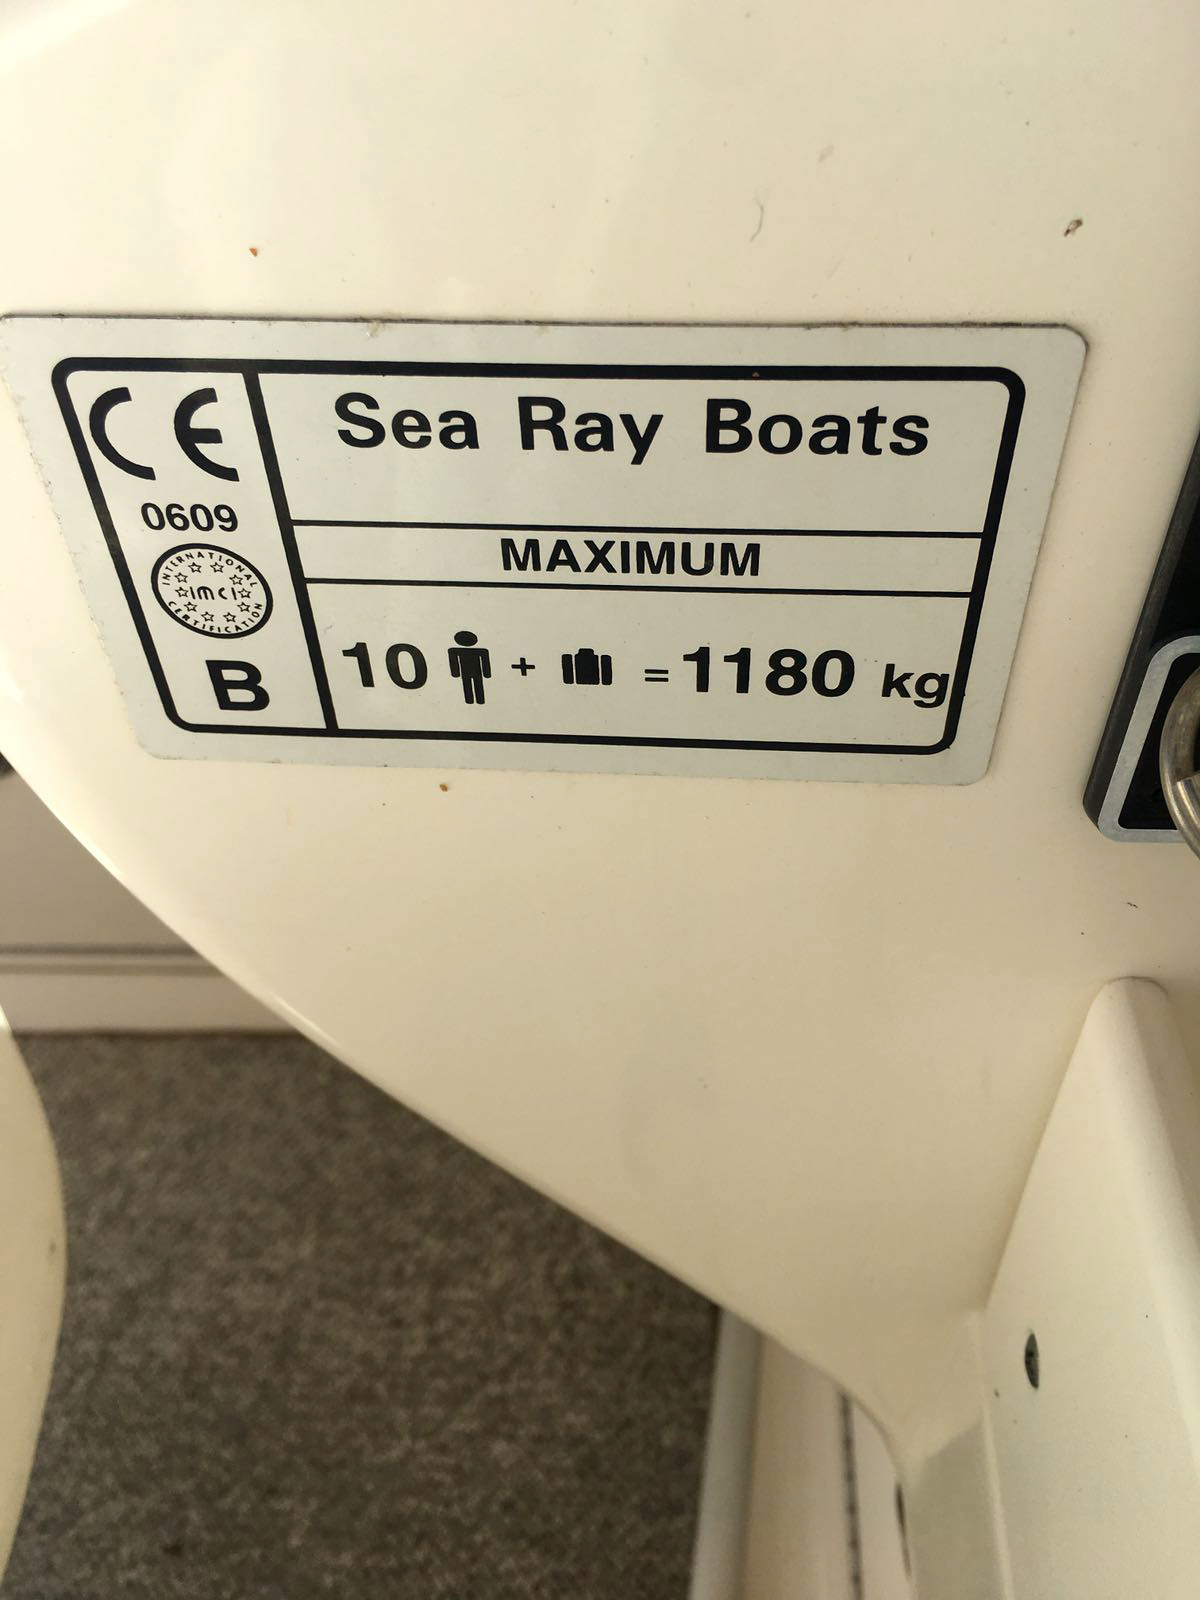 CE
0609
INTERNATIONAL
imci
CERTIFICATION
B
Sea Ray Boats
MAXIMUM
10 + = 1180 kg